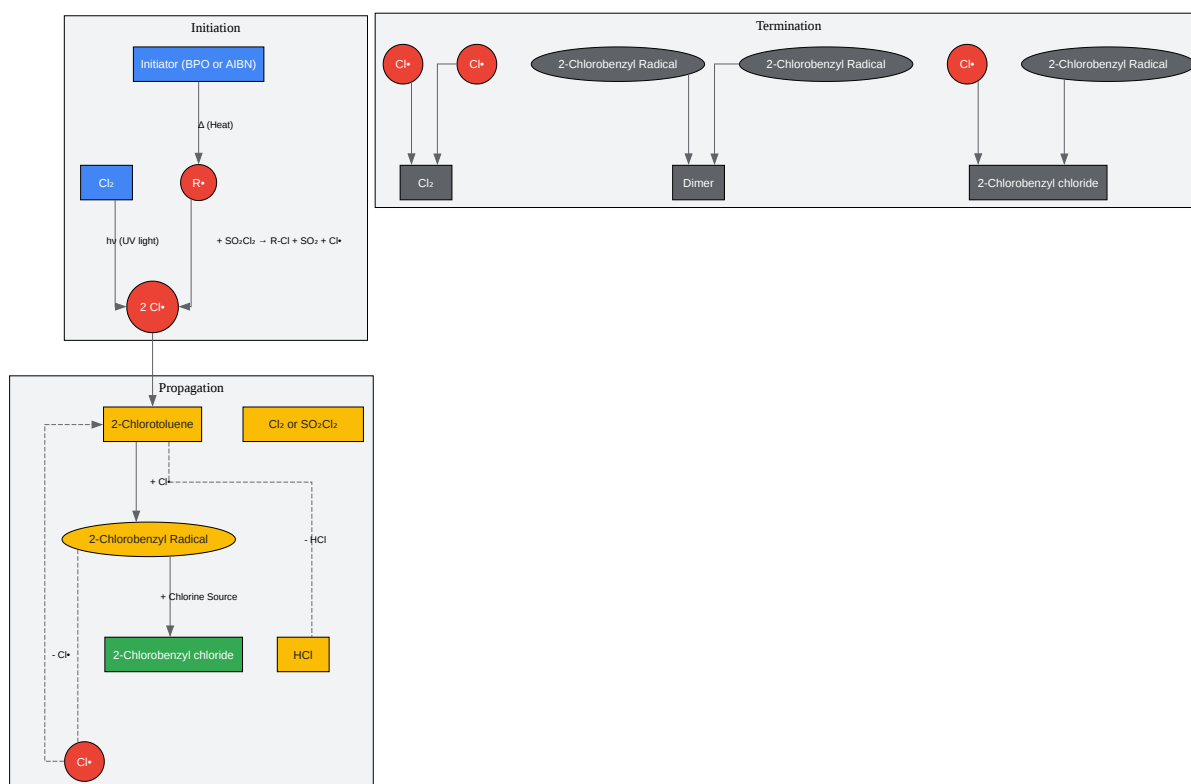 Initiation
Initiator (BPO or AIBN)
Δ (Heat)
Cl₂
R•
hν (UV light)
+ SO₂Cl₂ → R-Cl + SO₂ + Cl•
2 Cl•
Termination
Cl•
Cl•
2-Chlorobenzyl Radical
2-Chlorobenzyl Radical
Cl•
2-Chlorobenzyl Radical
Cl₂
Dimer
2-Chlorobenzyl chloride
Propagation
2-Chlorotoluene
Cl₂ or SO₂Cl₂
+ Cl•
2-Chlorobenzyl Radical
- HCl
+ Chlorine Source
2-Chlorobenzyl chloride
HCl
- Cl•
Cl•